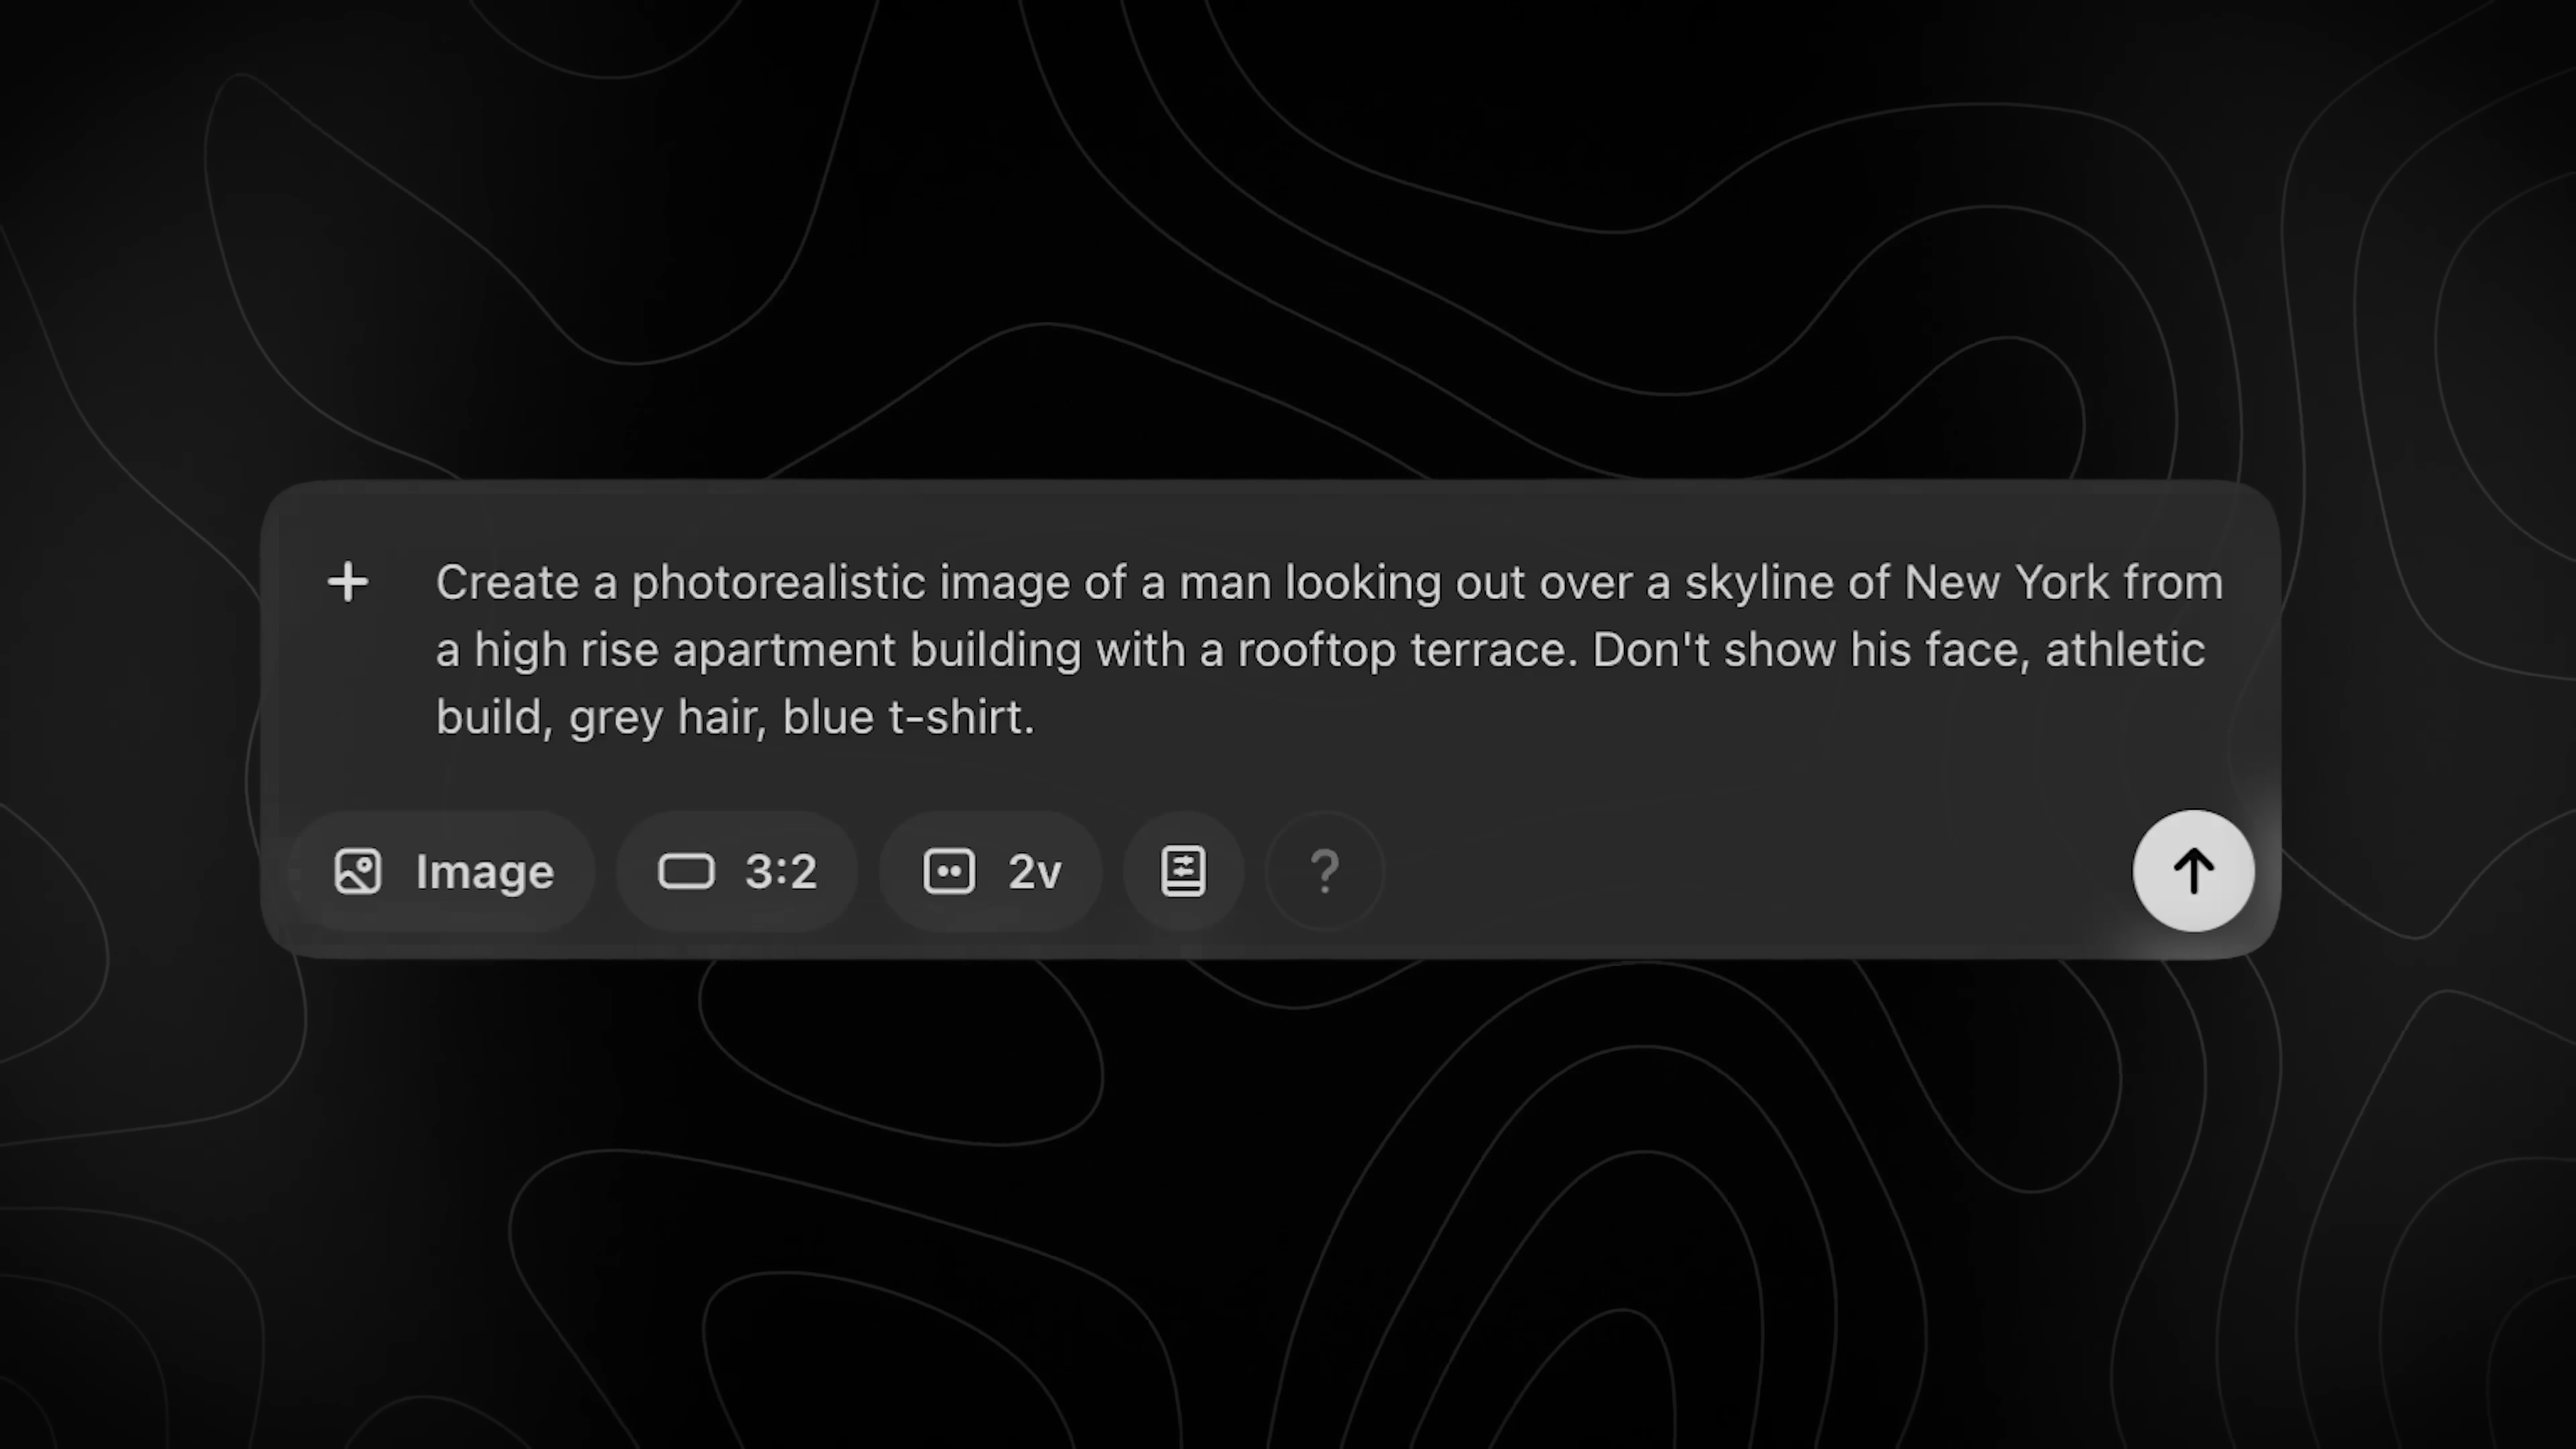 Create a photorealistic image of a man looking out over a skyline of New York from
a high rise apartment building with a rooftop terrace. Don't show his face, athletic
build, grey hair, blue t-shirt.
Image 3:2 2v ?